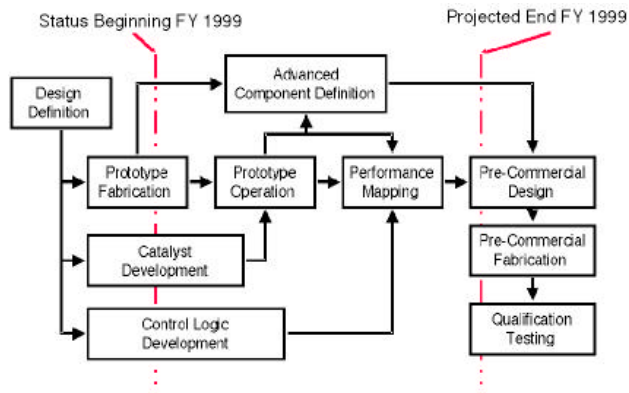 Status Beginning FY 1999
Projected End FY 1999
Advanced
Component Definition
Design
Definition
Prototype
Fabrication
Prototype
Operation
Performance
Mapping
Pre-Commercial
Design
Catalyst
Development
Pre-Commercial
Fabrication
Control Logic
Development
Qualification
Testing